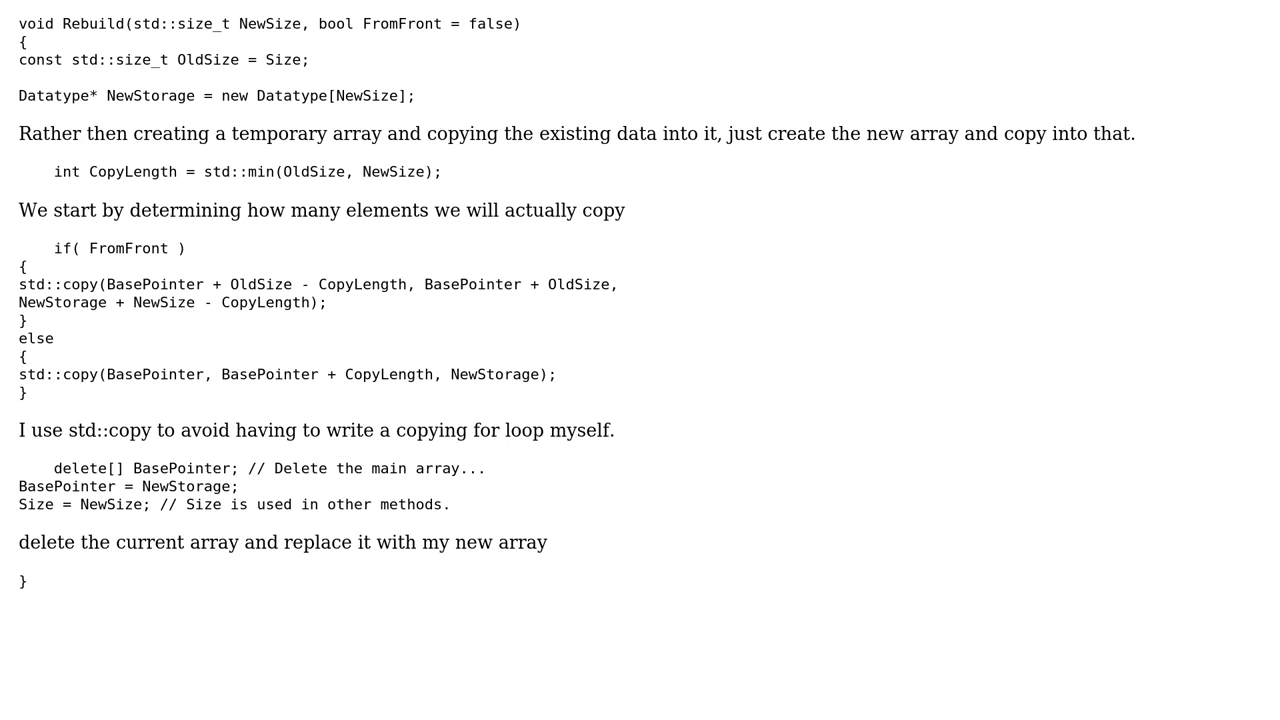 void Rebuild(std::size_t NewSize, bool FromFront = false)
{
const std::size_t OldSize = Size;
Datatype* NewStorage = new Datatype[NewSize];
Rather then creating a temporary array and copying the existing data into it, just create the new array and copy into that.
int CopyLength = std::min(OldSize, NewSize);
We start by determining how many elements we will actually copy
if( FromFront )
{
std::copy(BasePointer + OldSize - CopyLength, BasePointer + OldSize,
NewStorage + NewSize - CopyLength);
}
else
{
std::copy(BasePointer, BasePointer + CopyLength, NewStorage);
}
I use std::copy to avoid having to write a copying for loop myself.
delete[] BasePointer; // Delete the main array...
BasePointer = NewStorage;
Size = NewSize; // Size is used in other methods.
delete the current array and replace it with my new array
}